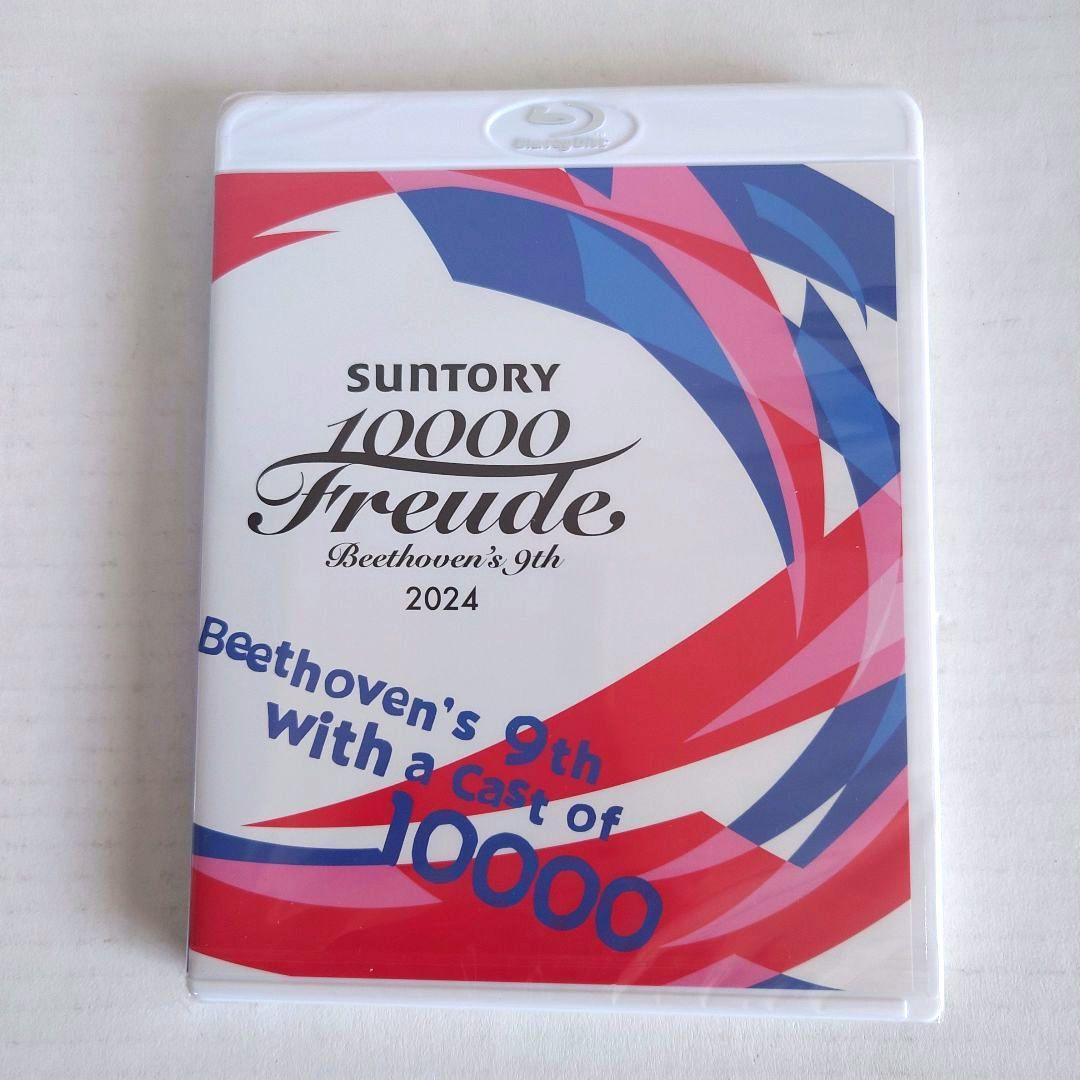 Blu-ray Disc
SUNTORY
10000
Freude
Beethoven's 9th
2024
Beethoven's 9th
with a cast of
10000